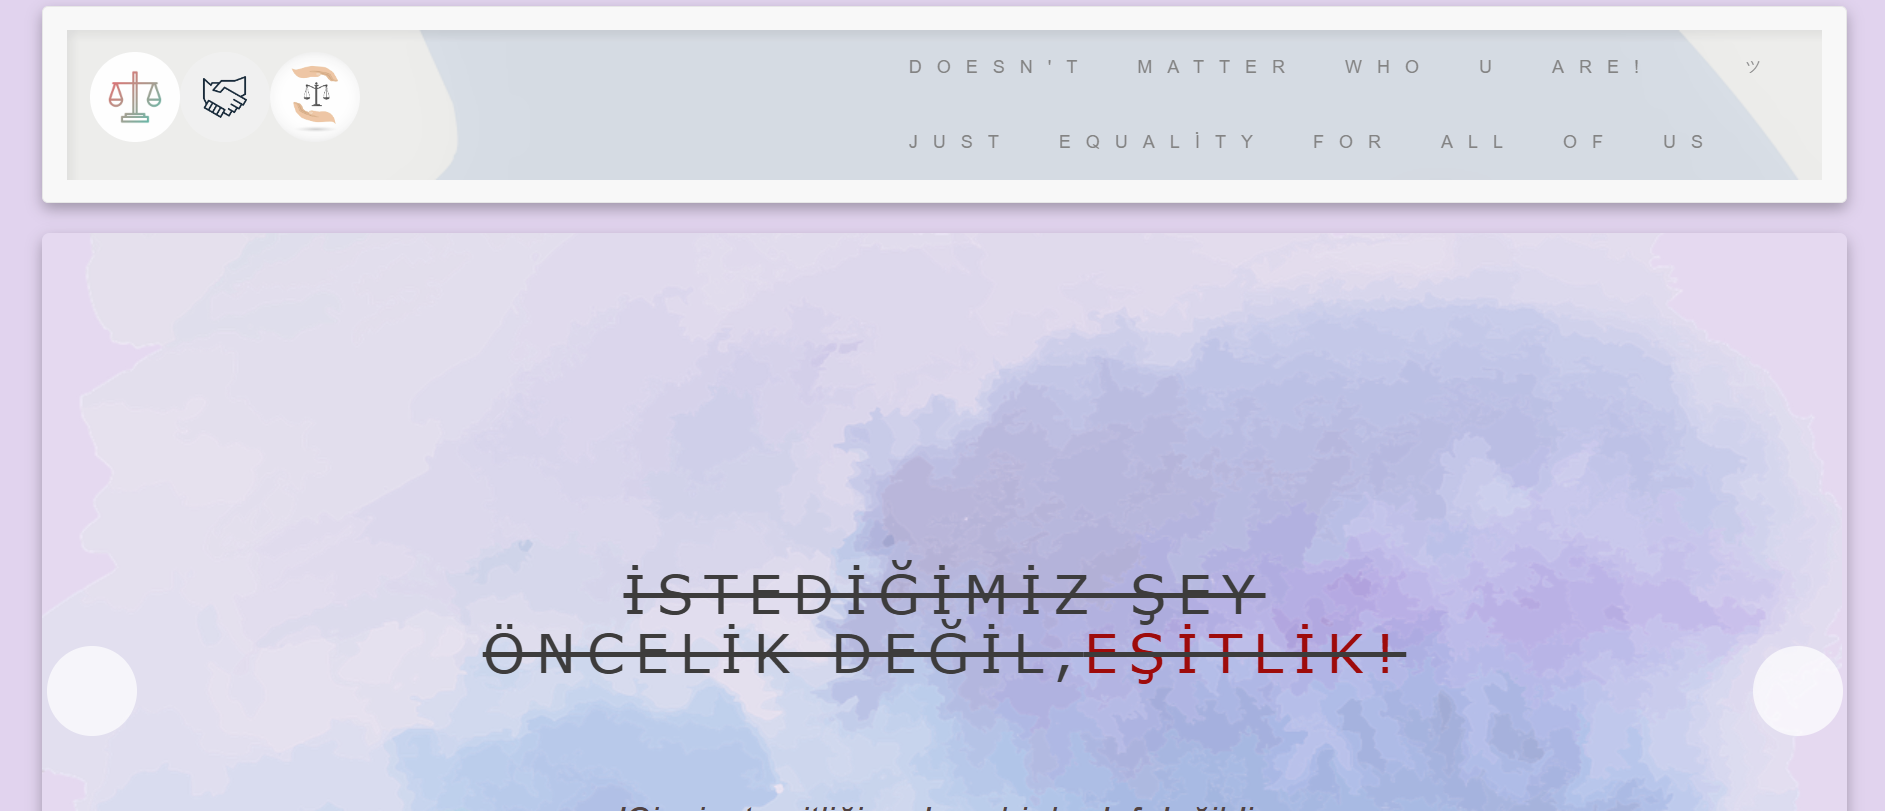 DOESN'T MATTER WHO U ARE! ツ
JUST EQUALİTY FOR ALL OF US
İSTEDİĞİMİZ ŞEY
ÖNCELİK DEĞİL,EŞİTLİK!